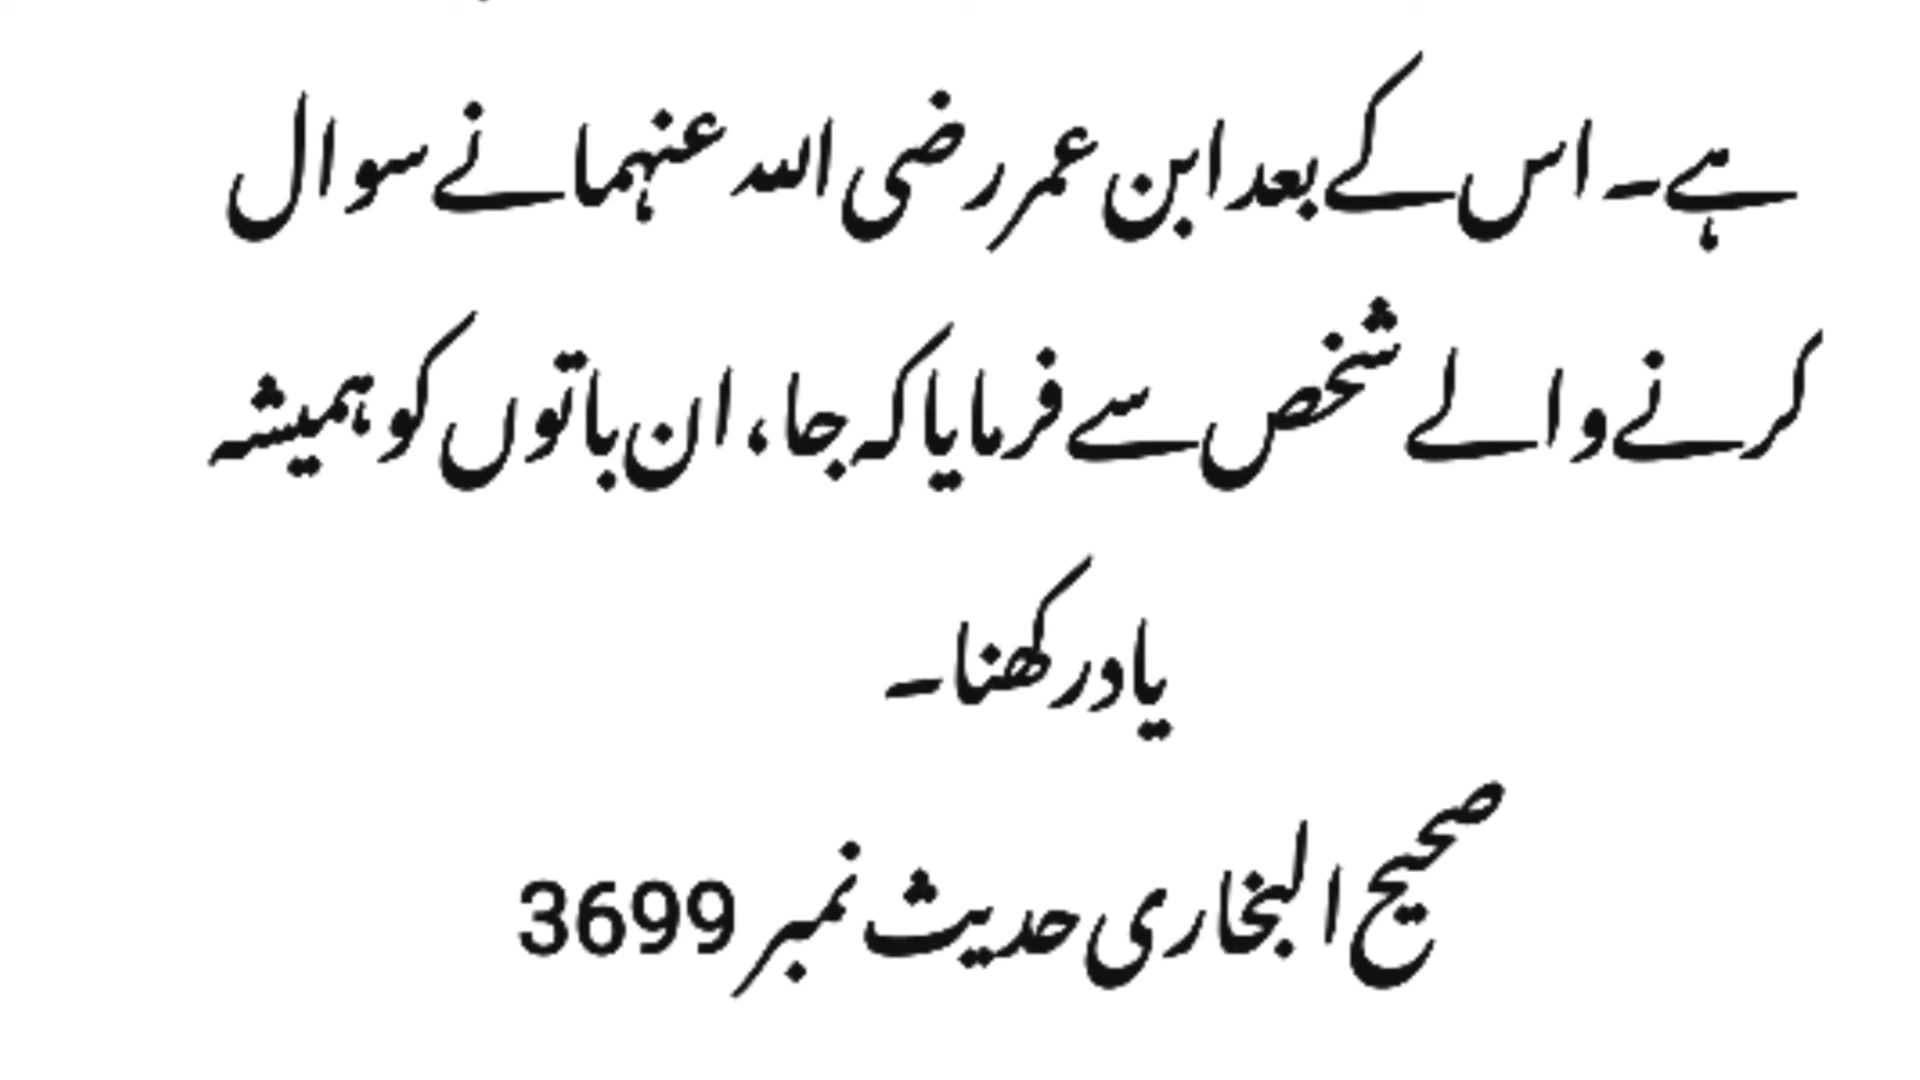 ہے۔ اس کے بعد ابن عمر رضی اللہ عنہما نے سوال
کرنے والے شخص سے فرمایا کہ جا، ان باتوں کو ہمیشہ
یاد رکھنا۔
صحیح البخاری حدیث نمبر 3699